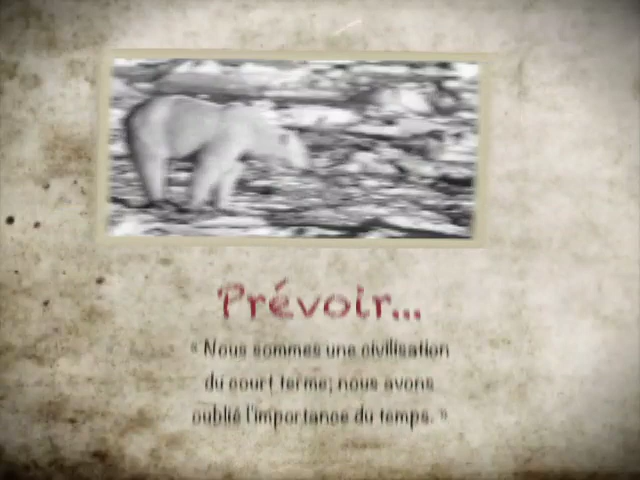 Prévoir...
« Nous sommes une civilisation
du court terme; nous avons
oublié l'importance du temps. »